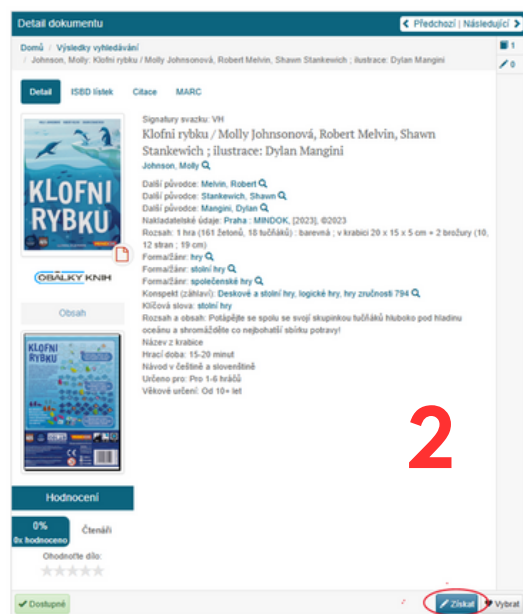 Detail dokumentu
Předchozí | Následující
1
Domů / Výsledky vyhledávání
/ Johnson, Molly: Klofni rybku / Molly Johnsonová, Robert Melvin, Shawn Stankewich ; ilustrace: Dylan Mangini
0
Detail ISBD lístek Citace MARC
Signatury svazku: VH
Klofni rybku / Molly Johnsonová, Robert Melvin, Shawn
Stankewich ; ilustrace: Dylan Mangini
Johnson, Molly
Další původce: Melvin, Robert
Další původce: Stankewich, Shawn
Další původce: Mangini, Dylan
Nakladatelské údaje: Praha : MINDOK, [2023], ©2023
Rozsah: 1 hra (161 žetonů, 18 tučňáků) : barevná ; v krabici 20 x 15 x 5 cm + 2 brožury (10,
12 stran ; 19 cm)
Forma/žánr: hry
Forma/žánr: stolní hry
Forma/žánr: společenské hry
Konspekt (záhlaví): Deskové a stolní hry, logické hry, hry zručnosti 794
Klíčová slova: stolní hry
Rozsah a obsah: Potápějte se spolu se svojí skupinkou tučňáků hluboko pod hladinu
oceánu a shromážděte co nejbohatší sbírku potravy!
Název z krabice
Hrací doba: 15-20 minut
Návod v češtině a slovenštině
Určeno pro: Pro 1-6 hráčů
Věkové určení: Od 10+ let
KLOFNI
RYBKU
OBÁLKY KNIH
Obsah
KLOFNI
RYBKU
2
Hodnocení
0%
0x hodnoceno
Čtenáři
Ohodnoťte dílo:
Dostupné
Získat
Vybrat